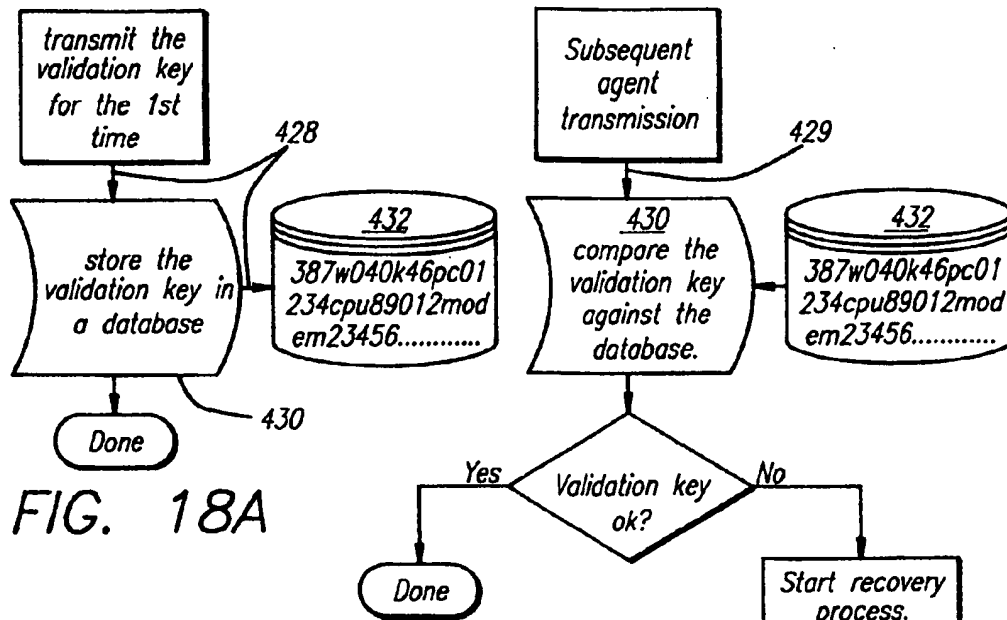 transmit the
validation key
for the 1st
time
428
store the
validation key in
a database
432
387w040k46pc01
234cpu89012mod
em23456............
430
Done
FIG. 18A
Subsequent
agent
transmission
429
430
compare the
validation key
against the
database.
432
387w040k46pc01
234cpu89012mod
em23456............
Yes
Validation key
ok?
No
Done
Start recovery
process.